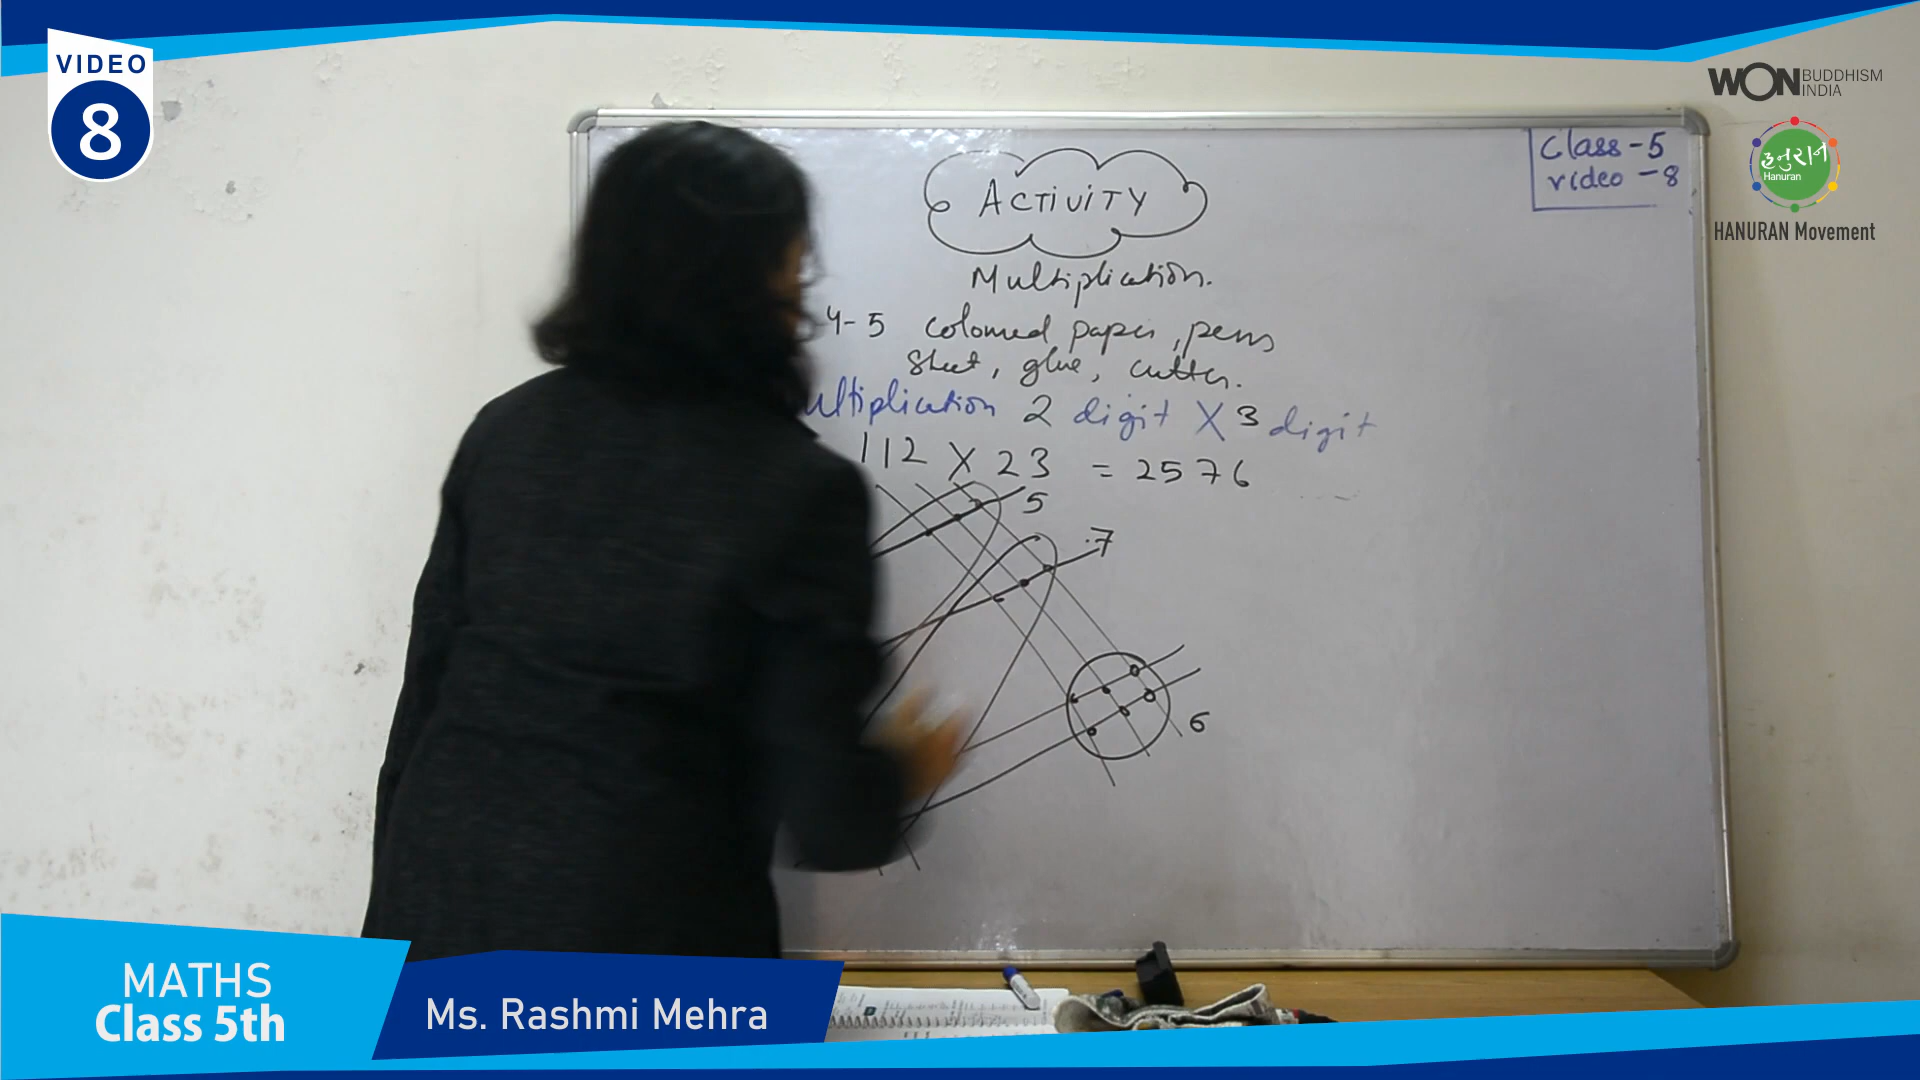 VIDEO
8
WON BUDDHISM INDIA
હનુરાન
Hanuran
HANURAN Movement
Class - 5
video - 8
ACTIVITY
Multiplication.
4-5 coloured paper, pens
Sheet, glue, cutter.
ultiplication 2 digit X 3 digit
112 X 23 = 2576
5
7
6
MATHS
Class 5th
Ms. Rashmi Mehra